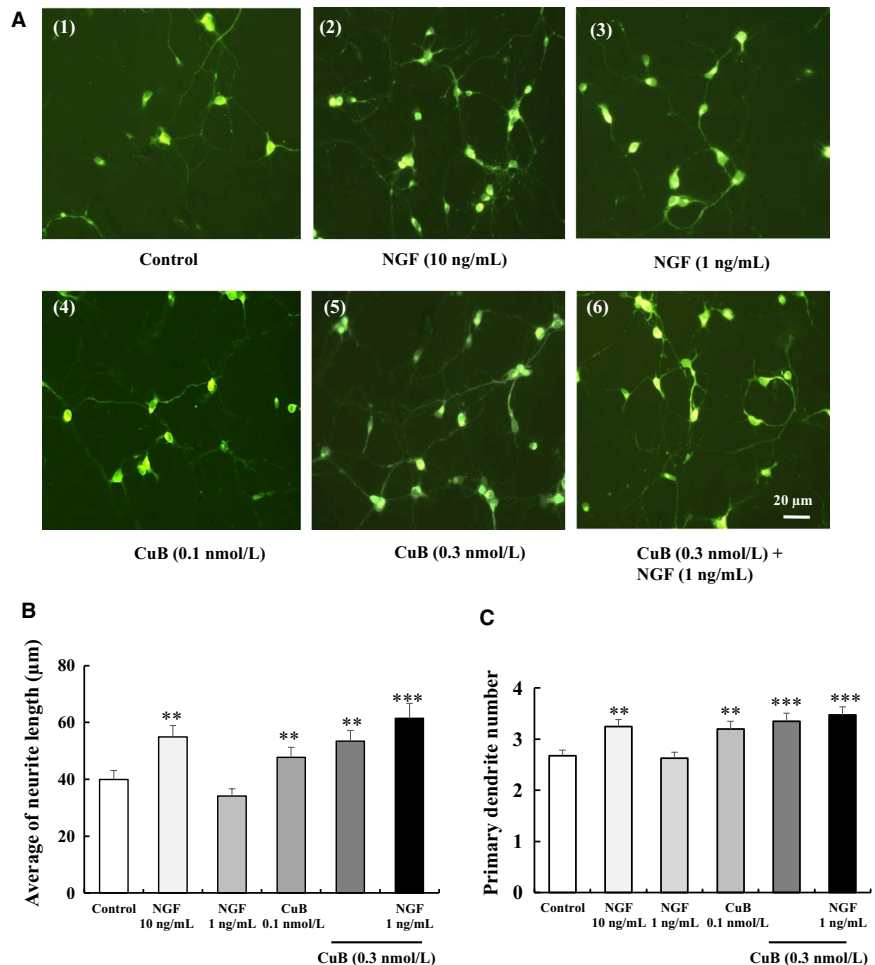 A
(1)
(2)
(3)
Control
NGF (10 ng/mL)
NGF (1 ng/mL)
(4)
(5)
(6)
20 µm
CuB (0.1 nmol/L)
CuB (0.3 nmol/L)
CuB (0.3 nmol/L) +
NGF (1 ng/mL)
B
Average of neurite length (µm)
80
60
40
20
0
**
**
**
***
Control
NGF
10 ng/mL
NGF
1 ng/mL
CuB
0.1 nmol/L
NGF
1 ng/mL
CuB (0.3 nmol/L)
C
Primary dendrite number
4
3
2
1
0
**
**
***
***
Control
NGF
10 ng/mL
NGF
1 ng/mL
CuB
0.1 nmol/L
NGF
1 ng/mL
CuB (0.3 nmol/L)